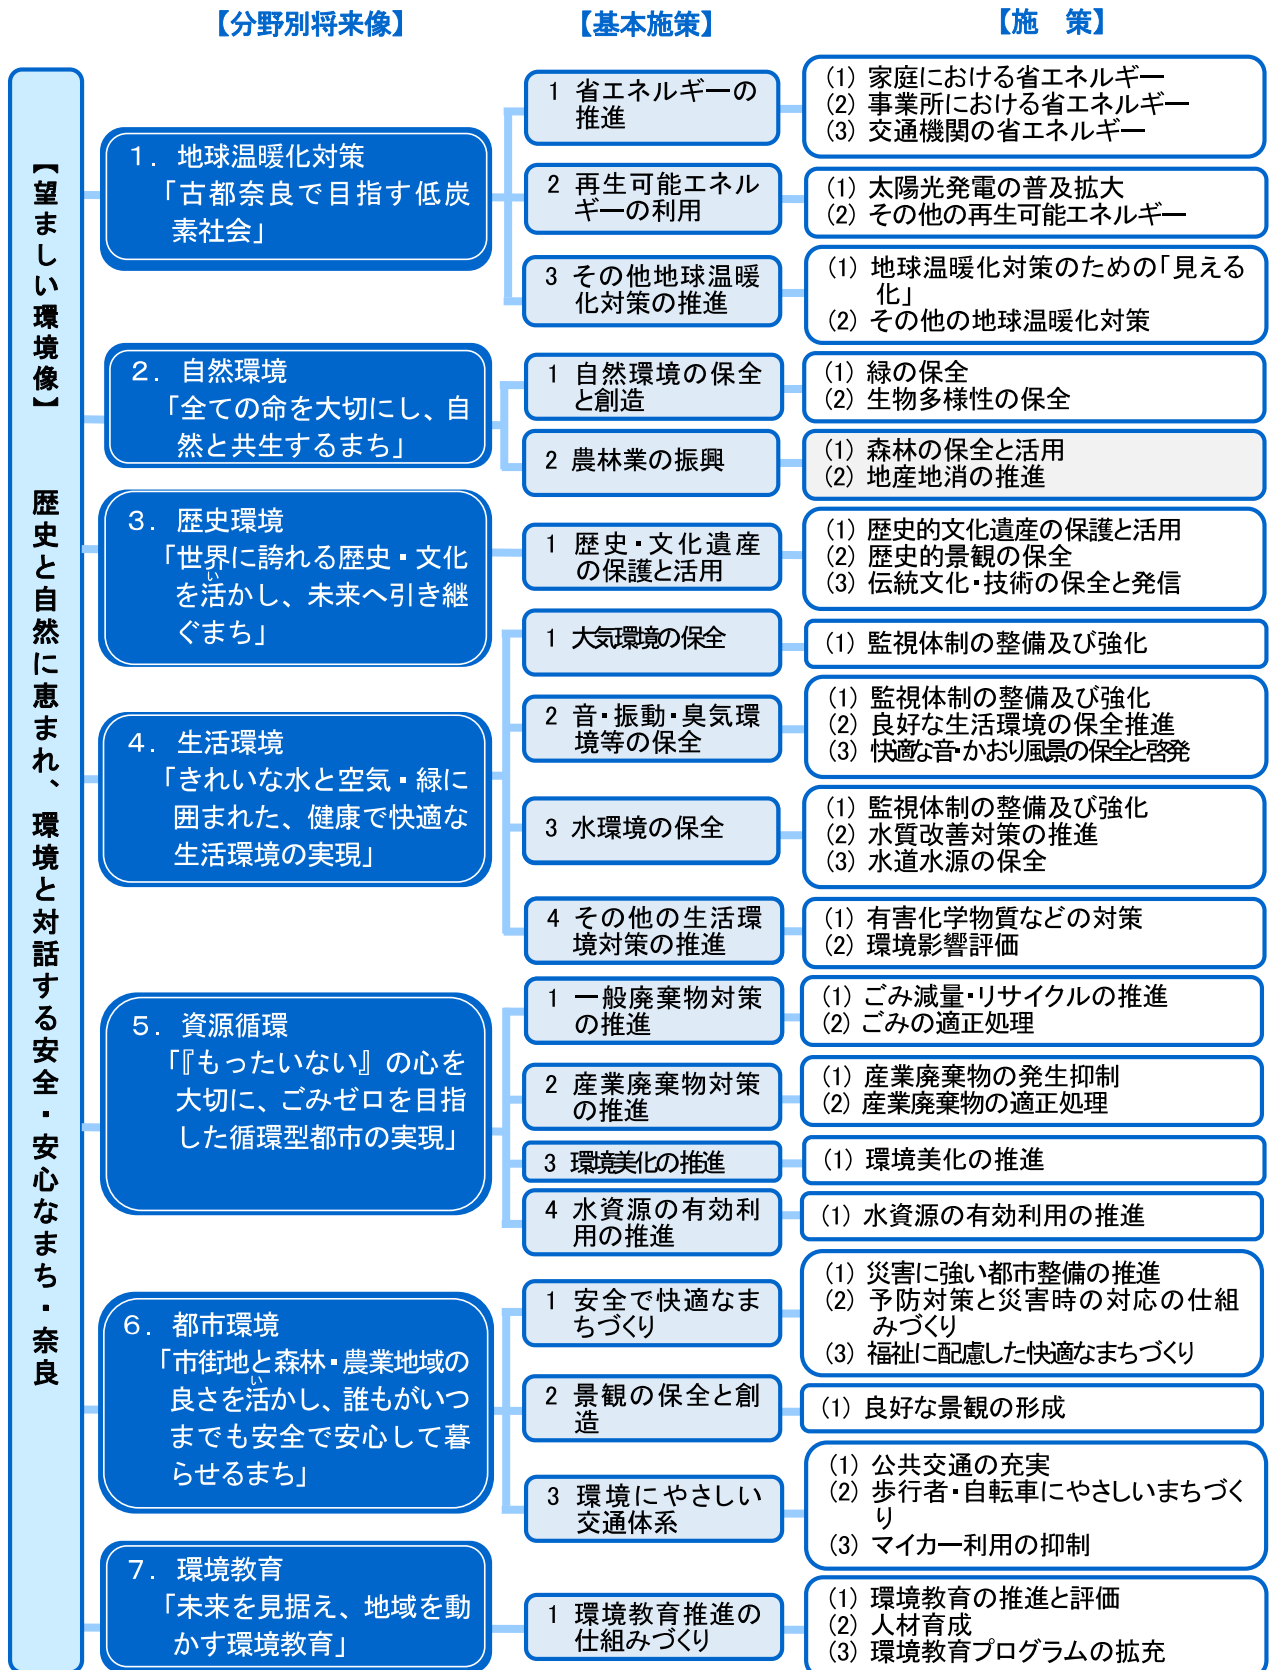 【分野別将来像】
【基本施策】
【施　策】
【望ましい環境像】　歴史と自然に恵まれ、環境と対話する安全・安心なまち・奈良
１．地球温暖化対策
「古都奈良で目指す低炭
素社会」
1 省エネルギーの
推進
(1) 家庭における省エネルギー
(2) 事業所における省エネルギー
(3) 交通機関の省エネルギー
2 再生可能エネル
ギーの利用
(1) 太陽光発電の普及拡大
(2) その他の再生可能エネルギー
3 その他地球温暖
化対策の推進
(1) 地球温暖化対策のための「見える
化」
(2) その他の地球温暖化対策
２．自然環境
「全ての命を大切にし、自
然と共生するまち」
1 自然環境の保全
と創造
(1) 緑の保全
(2) 生物多様性の保全
2 農林業の振興
(1) 森林の保全と活用
(2) 地産地消の推進
３．歴史環境
「世界に誇れる歴史・文化
い
を活かし、未来へ引き継
ぐまち」
1 歴史・文化遺産
の保護と活用
(1) 歴史的文化遺産の保護と活用
(2) 歴史的景観の保全
(3) 伝統文化・技術の保全と発信
４．生活環境
「きれいな水と空気・緑に
囲まれた、健康で快適な
生活環境の実現」
1 大気環境の保全
(1) 監視体制の整備及び強化
2 音・振動・臭気環
境等の保全
(1) 監視体制の整備及び強化
(2) 良好な生活環境の保全推進
(3) 快適な音・かおり風景の保全と啓発
3 水環境の保全
(1) 監視体制の整備及び強化
(2) 水質改善対策の推進
(3) 水道水源の保全
4 その他の生活環
境対策の推進
(1) 有害化学物質などの対策
(2) 環境影響評価
５．資源循環
「『もったいない』の心を
大切に、ごみゼロを目指
した循環型都市の実現」
1 一般廃棄物対策
の推進
(1) ごみ減量・リサイクルの推進
(2) ごみの適正処理
2 産業廃棄物対策
の推進
(1) 産業廃棄物の発生抑制
(2) 産業廃棄物の適正処理
3 環境美化の推進
(1) 環境美化の推進
4 水資源の有効利
用の推進
(1) 水資源の有効利用の推進
６．都市環境
「市街地と森林・農業地域の
い
良さを活かし、誰もがいつ
までも安全で安心して暮
らせるまち」
1 安全で快適なま
ちづくり
(1) 災害に強い都市整備の推進
(2) 予防対策と災害時の対応の仕組
みづくり
(3) 福祉に配慮した快適なまちづくり
2 景観の保全と創
造
(1) 良好な景観の形成
3 環境にやさしい
交通体系
(1) 公共交通の充実
(2) 歩行者・自転車にやさしいまちづく
り
(3) マイカー利用の抑制
７．環境教育
「未来を見据え、地域を動
かす環境教育」
1 環境教育推進の
仕組みづくり
(1) 環境教育の推進と評価
(2) 人材育成
(3) 環境教育プログラムの拡充